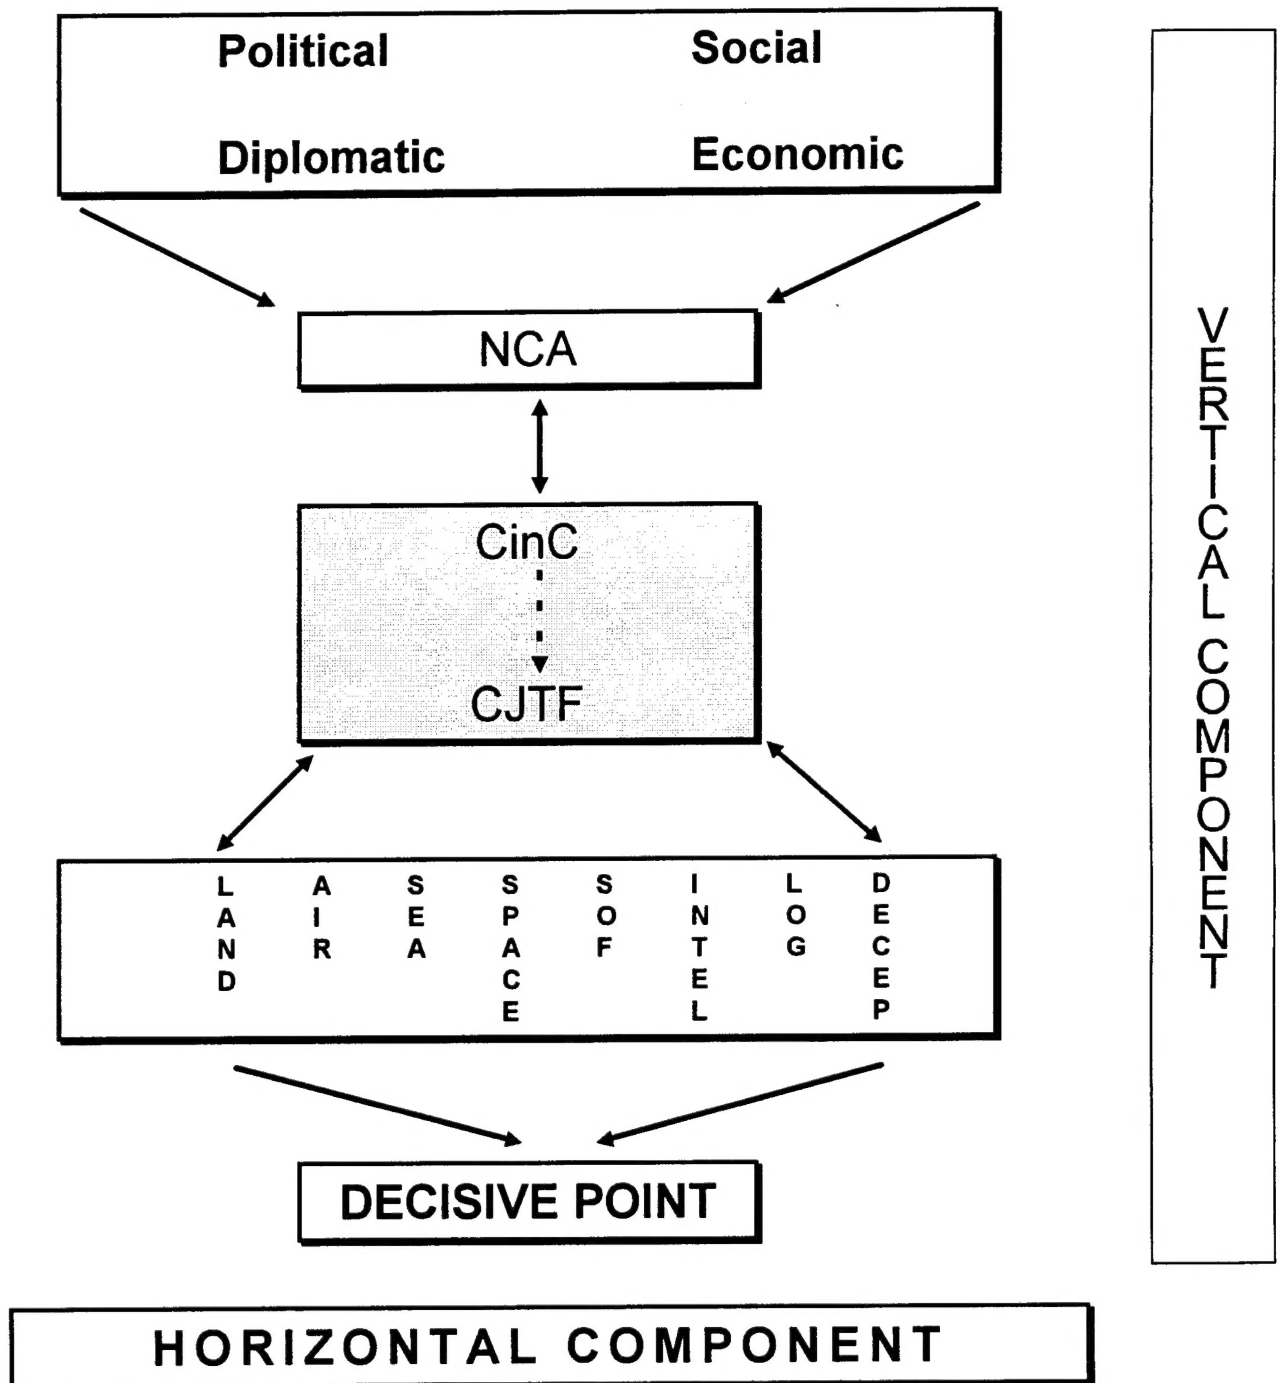 Political Social
Diplomatic Economic
NCA
CinC
CJTF
LAND AIR SEA SPACE SOF INTEL LOG DECEP
DECISIVE POINT
HORIZONTAL COMPONENT
VERTICAL COMPONENT